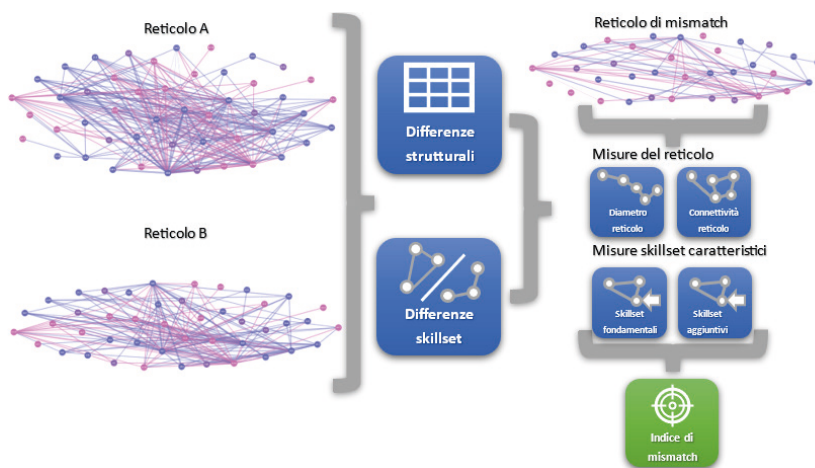 Reticolo A
Reticolo B
Differenze
strutturali
Differenze
skillset
Reticolo di mismatch
Misure del reticolo
Diametro
reticolo
Connettività
reticolo
Misure skillset caratteristici
Skillset
fondamentali
Skillset
aggiuntivi
Indice di
mismatch